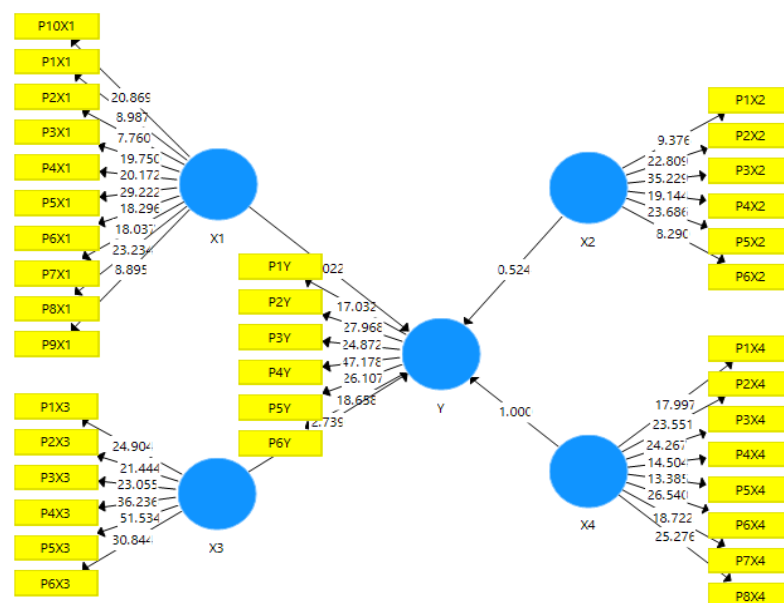 P10X1
P1X1
P2X1
P3X1
P4X1
P5X1
P6X1
P7X1
P8X1
P9X1
20.869
8.987
7.760
19.750
20.172
29.222
18.296
18.037
23.234
8.895
X1
P1X2
P2X2
P3X2
P4X2
P5X2
P6X2
9.376
22.809
35.229
19.144
23.686
8.290
X2
022
0.524
P1Y
P2Y
P3Y
P4Y
P5Y
P6Y
17.032
27.968
24.872
47.178
26.107
18.658
2.739
Y
1.000
P1X3
P2X3
P3X3
P4X3
P5X3
P6X3
24.904
21.444
23.055
36.236
51.534
30.844
X3
P1X4
P2X4
P3X4
P4X4
P5X4
P6X4
P7X4
P8X4
17.997
23.551
24.267
14.504
13.385
26.540
18.722
25.276
X4